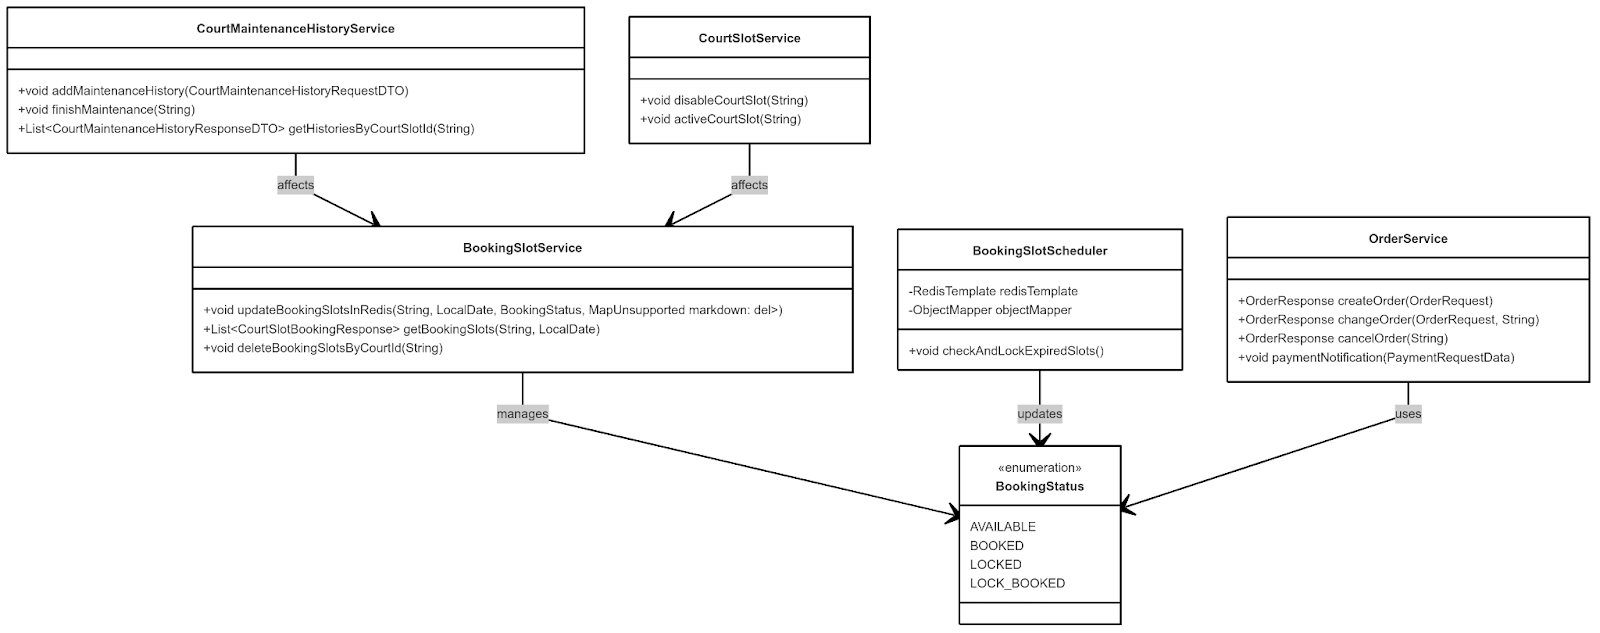 CourtMaintenanceHistoryService
+void addMaintenanceHistory(CourtMaintenanceHistoryRequestDTO)
+void finishMaintenance(String)
+List<CourtMaintenanceHistoryResponseDTO> getHistoriesByCourtSlotId(String)
CourtSlotService
+void disableCourtSlot(String)
+void activeCourtSlot(String)
affects
affects
BookingSlotService
+void updateBookingSlotsInRedis(String, LocalDate, BookingStatus, MapUnsupported markdown: del>)
+List<CourtSlotBookingResponse> getBookingSlots(String, LocalDate)
+void deleteBookingSlotsByCourtId(String)
BookingSlotScheduler
-RedisTemplate redisTemplate
-ObjectMapper objectMapper
+void checkAndLockExpiredSlots()
OrderService
+OrderResponse createOrder(OrderRequest)
+OrderResponse changeOrder(OrderRequest, String)
+OrderResponse cancelOrder(String)
+void paymentNotification(PaymentRequestData)
manages
updates
uses
«enumeration»
BookingStatus
AVAILABLE
BOOKED
LOCKED
LOCK_BOOKED